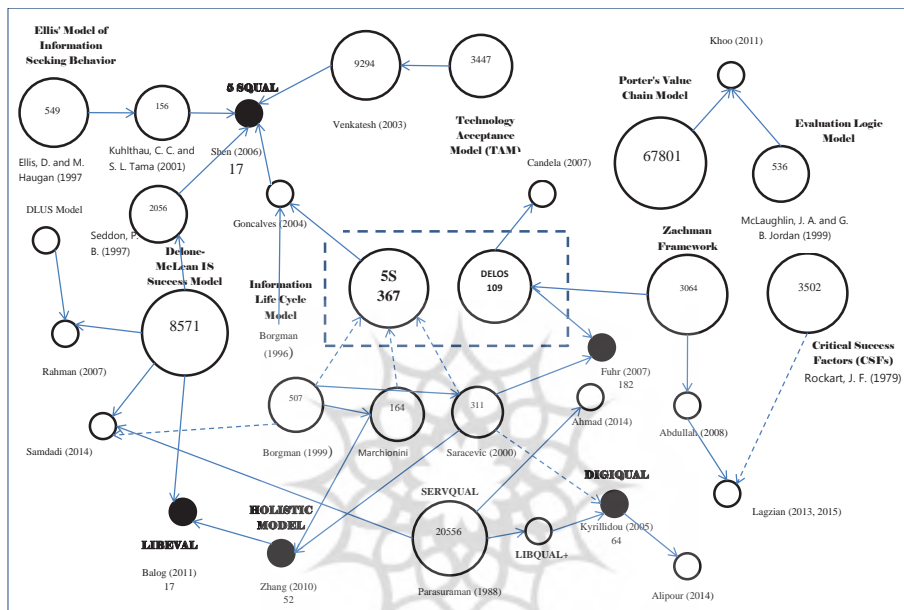 Ellis' Model of
Information
Seeking Behavior
549
Ellis, D. and M.
Haugan (1997
156
Kuhlthau, C. C. and
S. L. Tama (2001)
5 SQUAL
Shen (2006)
17
9294
Venkatesh (2003)
3447
Technology
Acceptance
Model (TAM)
Khoo (2011)
Porter's Value
Chain Model
67801
Evaluation Logic
Model
536
McLaughlin, J. A. and G.
B. Jordan (1999)
Candela (2007)
DLUS Model
2056
Seddon, P.
B. (1997)
Goncalves (2004)
Delone-
McLean IS
Success Model
8571
Rahman (2007)
Information
Life Cycle
Model
Borgman
(1996)
5S
367
DELOS
109
Zachman
Framework
3064
3502
Critical Success
Factors (CSFs)
Rockart, J. F. (1979)
Fuhr (2007)
182
507
Borgman (1999)
164
Marchionini
311
Saracevic (2000)
Ahmad (2014)
Abdullah (2008)
Samdadi (2014)
SERVQUAL
20556
Parasuraman (1988)
LIBQUAL+
DIGIQUAL
Kyrillidou (2005)
64
Lagzian (2013, 2015)
LIBEVAL
Balog (2011)
17
HOLISTIC
MODEL
Zhang (2010)
52
Alipour (2014)